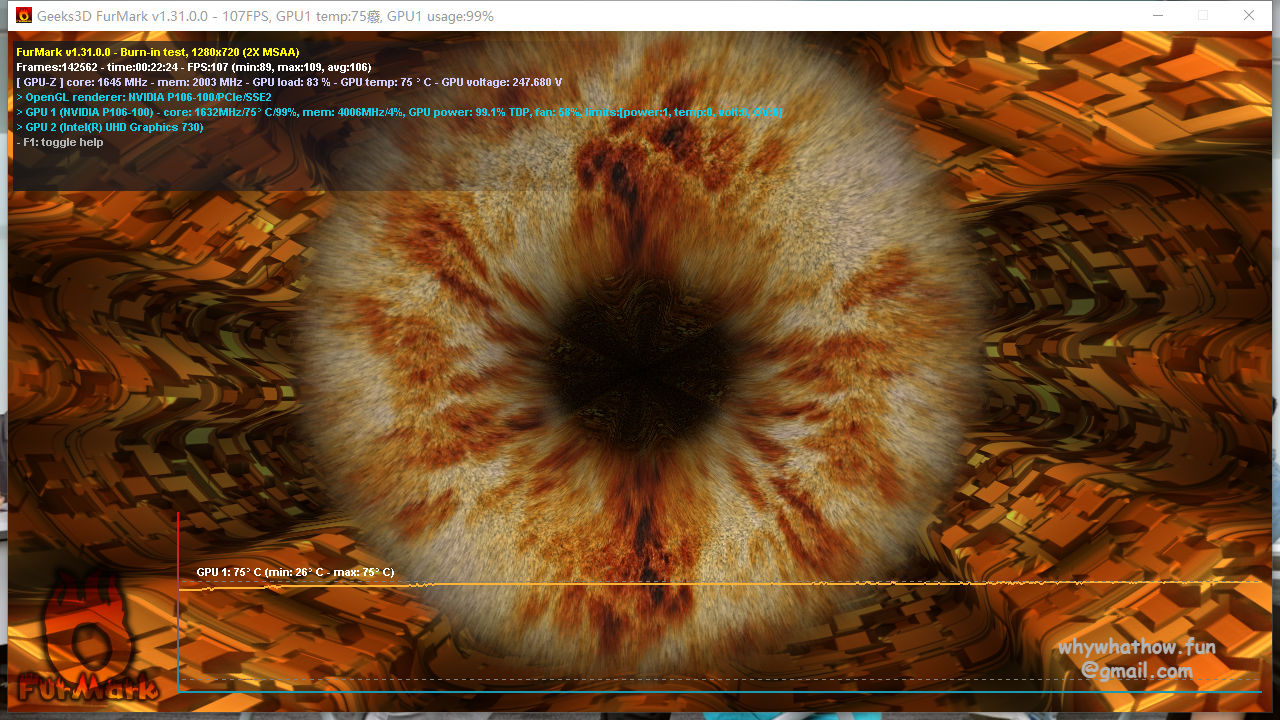 Geeks3D FurMark v1.31.0.0 - 107FPS, GPU1 temp:75癈, GPU1 usage:99%
FurMark v1.31.0.0 - Burn-in test, 1280x720 (2X MSAA)
Frames:142562 - time:00:22:24 - FPS:107 (min:89, max:109, avg:106)
[ GPU-Z ] core: 1645 MHz - mem: 2003 MHz - GPU load: 83 % - GPU temp: 75 ° C - GPU voltage: 247.680 V
> OpenGL renderer: NVIDIA P106-100/PCIe/SSE2
> GPU 1 (NVIDIA P106-100) - core: 1632MHz/75° C/99%, mem: 4006MHz/4%, GPU power: 99.1% TDP, fan: 58%, limits:[power:1, temp:0, volt:0, OV:0]
> GPU 2 (Intel(R) UHD Graphics 730)
- F1: toggle help
GPU 1: 75° C (min: 26° C - max: 75° C)
whywhathow.fun
@gmail.com
FurMark